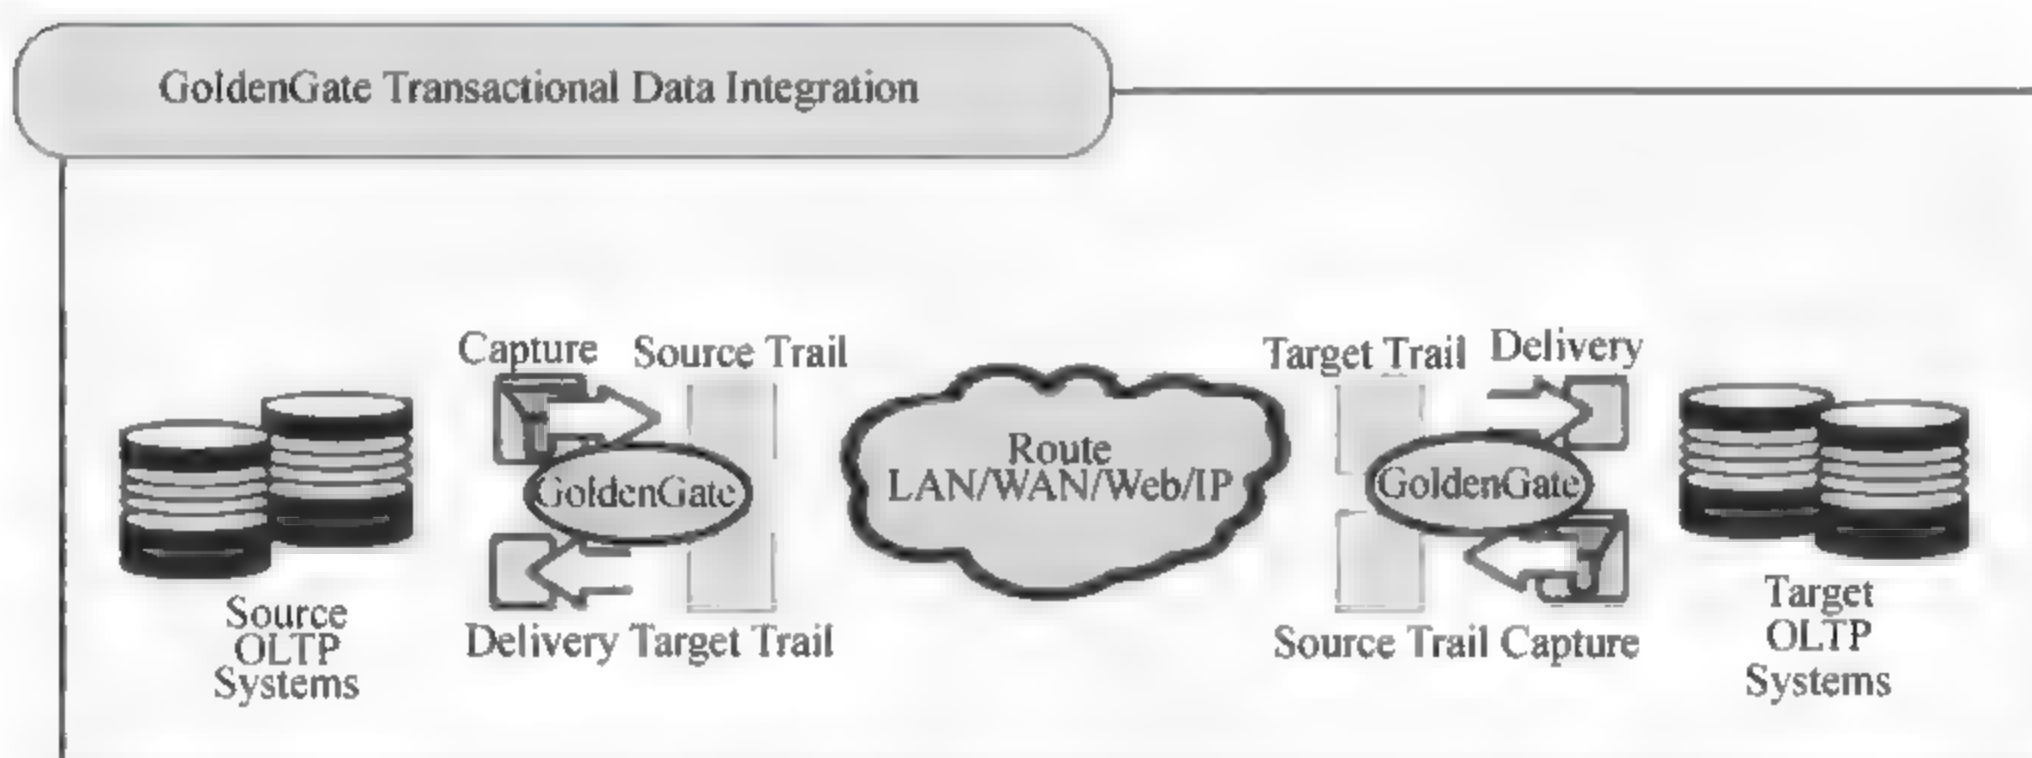 GoldenGate Transactional Data Integration
Capture Source Trail
Target Trail Delivery
GoldenGate
Route
LAN/WAN/Web/IP
GoldenGate
Delivery Target Trail
Source Trail Capture
Source
OLTP
Systems
Target
OLTP
Systems